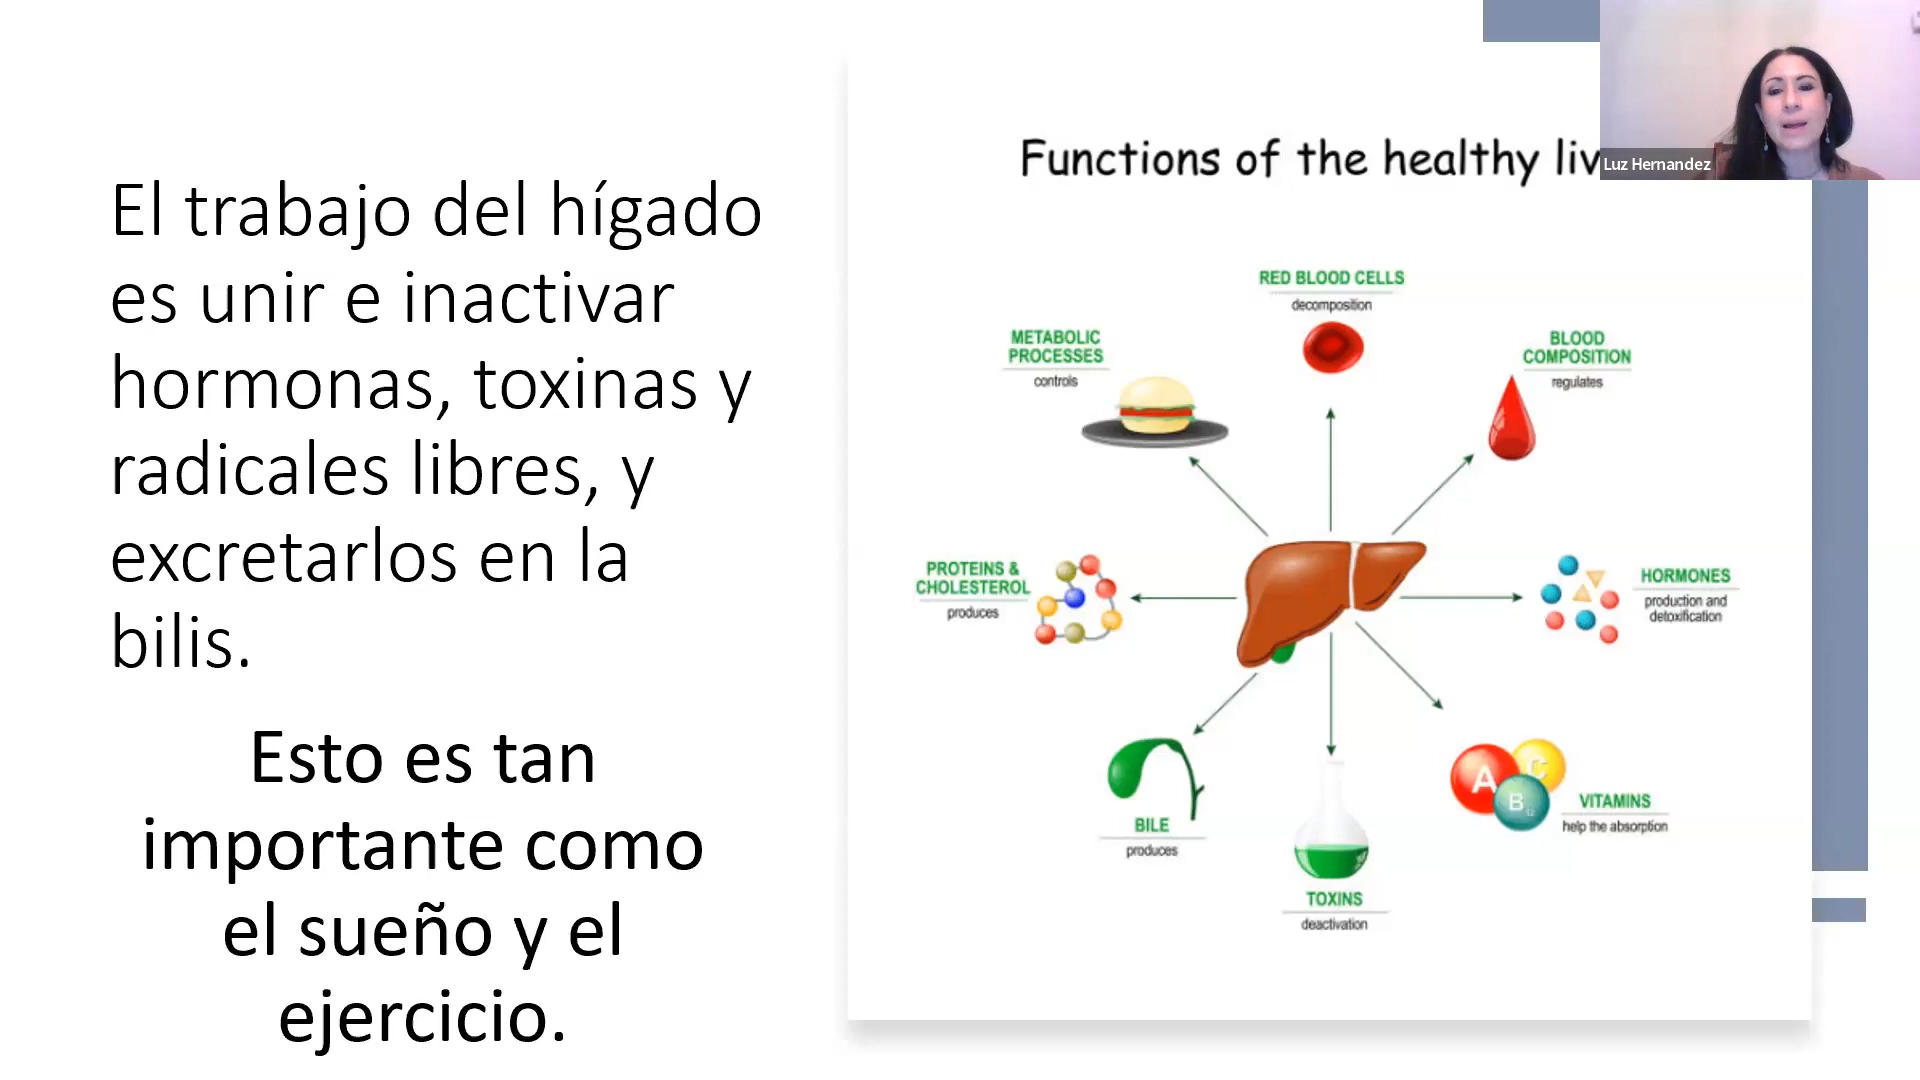 El trabajo del hígado
es unir e inactivar
hormonas, toxinas y
radicales libres, y
excretarlos en la
bilis.
Esto es tan
importante como
el sueño y el
ejercicio.
Functions of the healthy liv
Luz Hernandez
RED BLOOD CELLS
decomposition
METABOLIC
PROCESSES
controls
BLOOD
COMPOSITION
regulates
PROTEINS &
CHOLESTEROL
produces
HORMONES
production and
detoxification
BILE
produces
A
C
B12
VITAMINS
help the absorption
TOXINS
deactivation